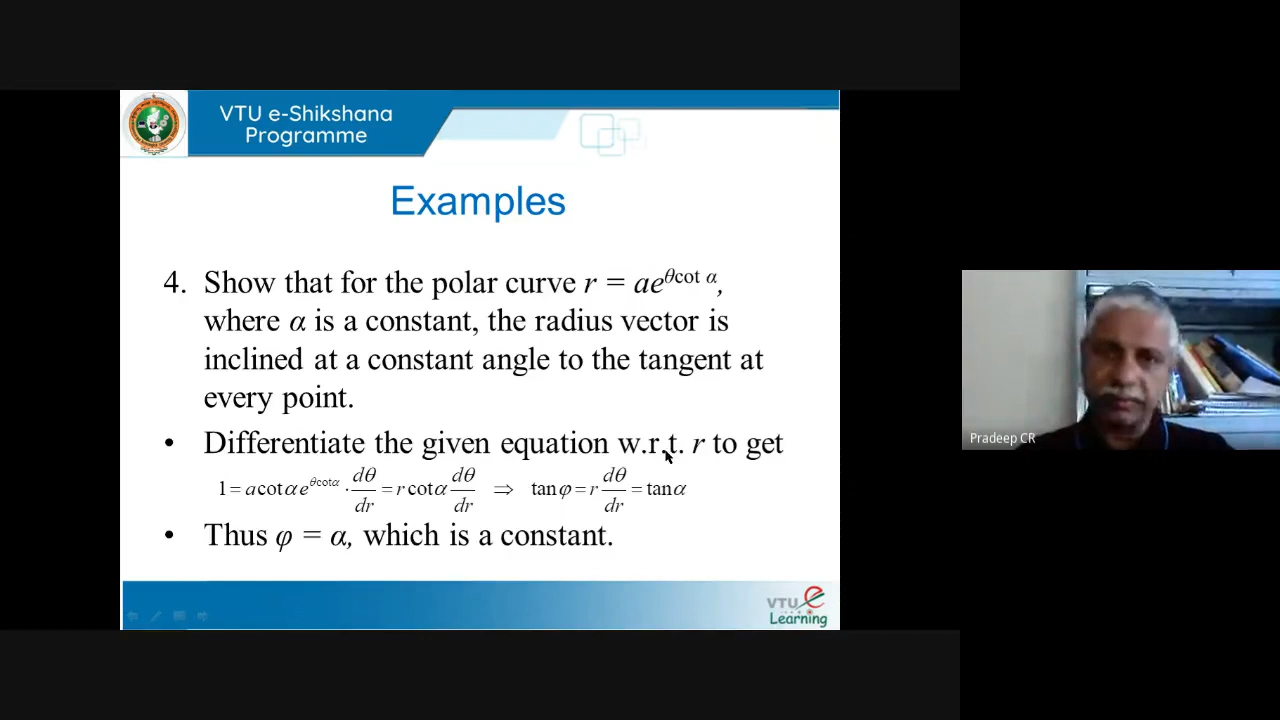 VTU e-Shikshana
Programme
Examples
4. Show that for the polar curve r = ae^{θcot α},
where α is a constant, the radius vector is
inclined at a constant angle to the tangent at
every point.
• Differentiate the given equation w.r.t. r to get
1 = a cot α e^{θcotα} · dθ/dr = r cot α dθ/dr ⇒ tan φ = r dθ/dr = tan α
• Thus φ = α, which is a constant.
Pradeep CR
VTU e
Learning